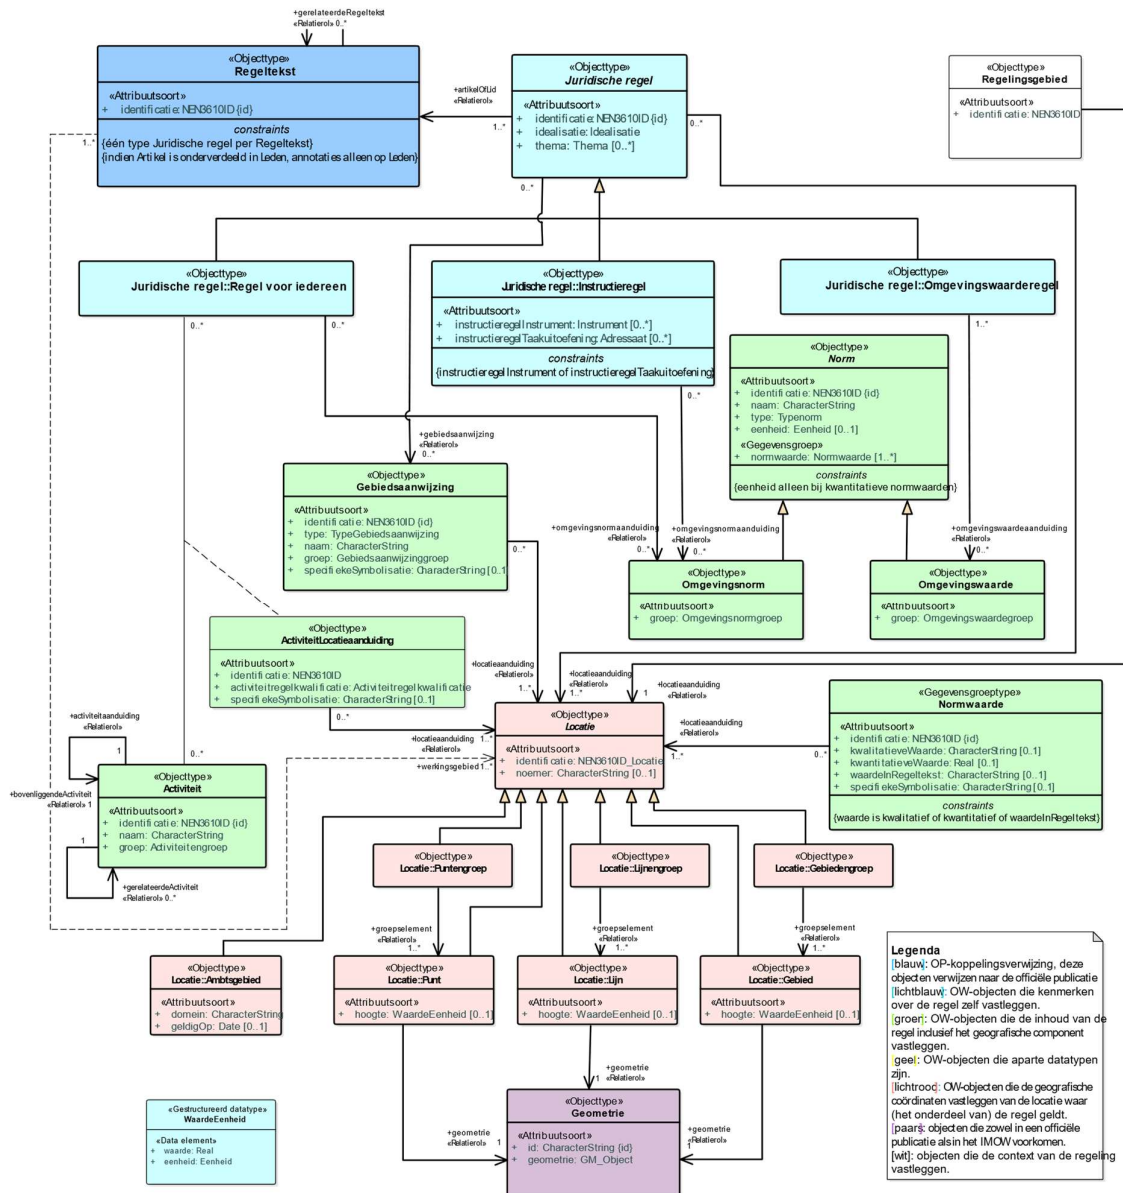 +gerelateerdeRegeltekst
«Relatierol» 0..*
«Objecttype»
Regeltekst
«Attribuutsoort»
+ identificatie: NEN3610ID {id}
constraints
{één type Juridische regel per Regeltekst}
{indien Artikel is onderverdeeld in Leden, annotaties alleen op Leden}
1..*
+artikelOfLid
«Relatierol»
1..*
«Objecttype»
Juridische regel
«Attribuutsoort»
+ identificatie: NEN3610ID {id}
+ idealisatie: Idealisatie
+ thema: Thema [0..*]
0..*
0..*
«Objecttype»
Regelingsgebied
«Attribuutsoort»
+ identificatie: NEN3610ID
«Objecttype»
Juridische regel::Regel voor iedereen
0..*
0..*
«Objecttype»
Juridische regel::Instructieregel
«Attribuutsoort»
+ instructieregelInstrument: Instrument [0..*]
+ instructieregelTaakuitoefening: Adressaat [0..*]
constraints
{instructieregelInstrument of instructieregelTaakuitoefening}
0..*
«Objecttype»
Juridische regel::Omgevingswaarderegel
1..*
«Objecttype»
Norm
«Attribuutsoort»
+ identificatie: NEN3610ID {id}
+ naam: CharacterString
+ type: Typenorm
+ eenheid: Eenheid [0..1]
«Gegevensgroep»
+ normwaarde: Normwaarde [1..*]
constraints
{eenheid alleen bij kwantitatieve normwaarden}
+gebiedsaanwijzing
«Relatierol»
0..*
«Objecttype»
Gebiedsaanwijzing
«Attribuutsoort»
+ identificatie: NEN3610ID {id}
+ type: TypeGebiedsaanwijzing
+ naam: CharacterString
+ groep: Gebiedsaanwijzinggroep
+ specifiekeSymbolisatie: CharacterString [0..1]
0..*
+omgevingsnormaanduiding
«Relatierol»
0..*
+omgevingsnormaanduiding
«Relatierol»
0..*
+omgevingswaardeaanduiding
«Relatierol»
0..*
«Objecttype»
Omgevingsnorm
«Attribuutsoort»
+ groep: Omgevingsnormgroep
«Objecttype»
Omgevingswaarde
«Attribuutsoort»
+ groep: Omgevingswaardegroep
«Objecttype»
ActiviteitLocatieaanduiding
«Attribuutsoort»
+ identificatie: NEN3610ID
+ activiteitregelkwalificatie: Activiteitregelkwalificatie
+ specifiekeSymbolisatie: CharacterString [0..1]
0..*
+locatieaanduiding
«Relatierol»
1..*
+locatieaanduiding
«Relatierol»
1..*
+locatieaanduiding
«Relatierol»
1
+locatieaanduiding
«Relatierol»
1..*
+locatieaanduiding
«Relatierol»
1..*
+werkingsgebied 1..*
«Objecttype»
Locatie
«Attribuutsoort»
+ identificatie: NEN3610ID_Locatie
+ noemer: CharacterString [0..1]
0..*
«Gegevensgroeptype»
Normwaarde
«Attribuutsoort»
+ identificatie: NEN3610ID {id}
+ kwalitatieveWaarde: CharacterString [0..1]
+ kwantitatieveWaarde: Real [0..1]
+ waardeInRegeltekst: CharacterString [0..1]
+ specifiekeSymbolisatie: CharacterString [0..1]
constraints
{waarde is kwalitatief of kwantitatief of waardeInRegeltekst}
+activiteitaanduiding
«Relatierol»
1
0..*
+bovenliggendeActiviteit
«Relatierol» 1
«Objecttype»
Activiteit
«Attribuutsoort»
+ identificatie: NEN3610ID {id}
+ naam: CharacterString
+ groep: Activiteitengroep
1
+gerelateerdeActiviteit
«Relatierol» 0..*
«Objecttype»
Locatie::Puntengroep
«Objecttype»
Locatie::Lijnengroep
«Objecttype»
Locatie::Gebiedengroep
+groepselement
«Relatierol»
1..*
+groepselement
«Relatierol»
1..*
+groepselement
«Relatierol»
1..*
«Objecttype»
Locatie::Ambtsgebied
«Attribuutsoort»
+ domein: CharacterString
+ geldigOp: Date [0..1]
«Objecttype»
Locatie::Punt
«Attribuutsoort»
+ hoogte: WaardeEenheid [0..1]
«Objecttype»
Locatie::Lijn
«Attribuutsoort»
+ hoogte: WaardeEenheid [0..1]
«Objecttype»
Locatie::Gebied
«Attribuutsoort»
+ hoogte: WaardeEenheid [0..1]
+geometrie
«Relatierol»
1
+geometrie
«Relatierol»
1
+geometrie
«Relatierol»
1
«Objecttype»
Geometrie
«Attribuutsoort»
+ id: CharacterString {id}
+ geometrie: GM_Object
«Gestructureerd datatype»
WaardeEenheid
«Data element»
+ waarde: Real
+ eenheid: Eenheid
Legenda
[blauw]: OP-koppelingsverwijzing, deze
objecten verwijzen naar de officiële publicatie
[lichtblauw]: OW-objecten die kenmerken
over de regel zelf vastleggen.
[groen]: OW-objecten die de inhoud van de
regel inclusief het geografische component
vastleggen.
[geel]: OW-objecten die aparte datatypen
zijn.
[lichtrood]: OW-objecten die de geografische
coördinaten vastleggen van de locatie waar
(het onderdeel van) de regel geldt.
[paars]: objecten die zowel in een officiële
publicatie als in het IMOW voorkomen.
[wit]: objecten die de context van de regeling
vastleggen.